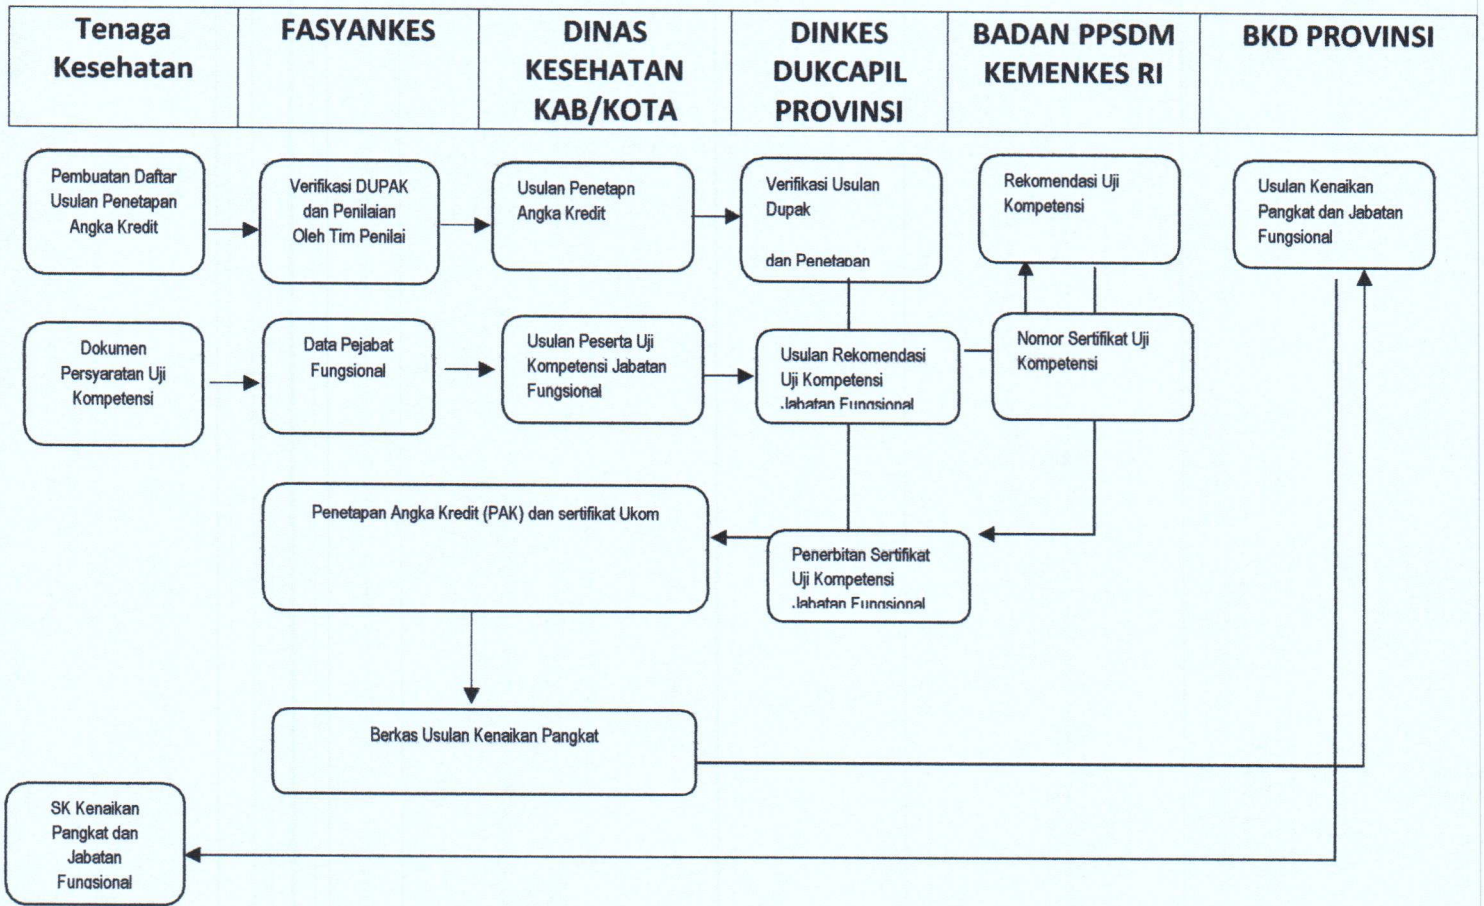 Tenaga
Kesehatan
FASYANKES
DINAS
KESEHATAN
KAB/KOTA
DINKES
DUKCAPIL
PROVINSI
BADAN PPSDM
KEMENKES RI
BKD PROVINSI
Pembuatan Daftar
Usulan Penetapan
Angka Kredit
Verifikasi DUPAK
dan Penilaian
Oleh Tim Penilai
Usulan Penetapn
Angka Kredit
Verifikasi Usulan
Dupak
dan Penetapan
Rekomendasi Uji
Kompetensi
Usulan Kenaikan
Pangkat dan Jabatan
Fungsional
Dokumen
Persyaratan Uji
Kompetensi
Data Pejabat
Fungsional
Usulan Peserta Uji
Kompetensi Jabatan
Fungsional
Usulan Rekomendasi
Uji Kompetensi
Jabatan Fungsional
Nomor Sertifikat Uji
Kompetensi
Penetapan Angka Kredit (PAK) dan sertifikat Ukom
Penerbitan Sertifikat
Uji Kompetensi
Jabatan Fungsional
Berkas Usulan Kenaikan Pangkat
SK Kenaikan
Pangkat dan
Jabatan
Fungsional